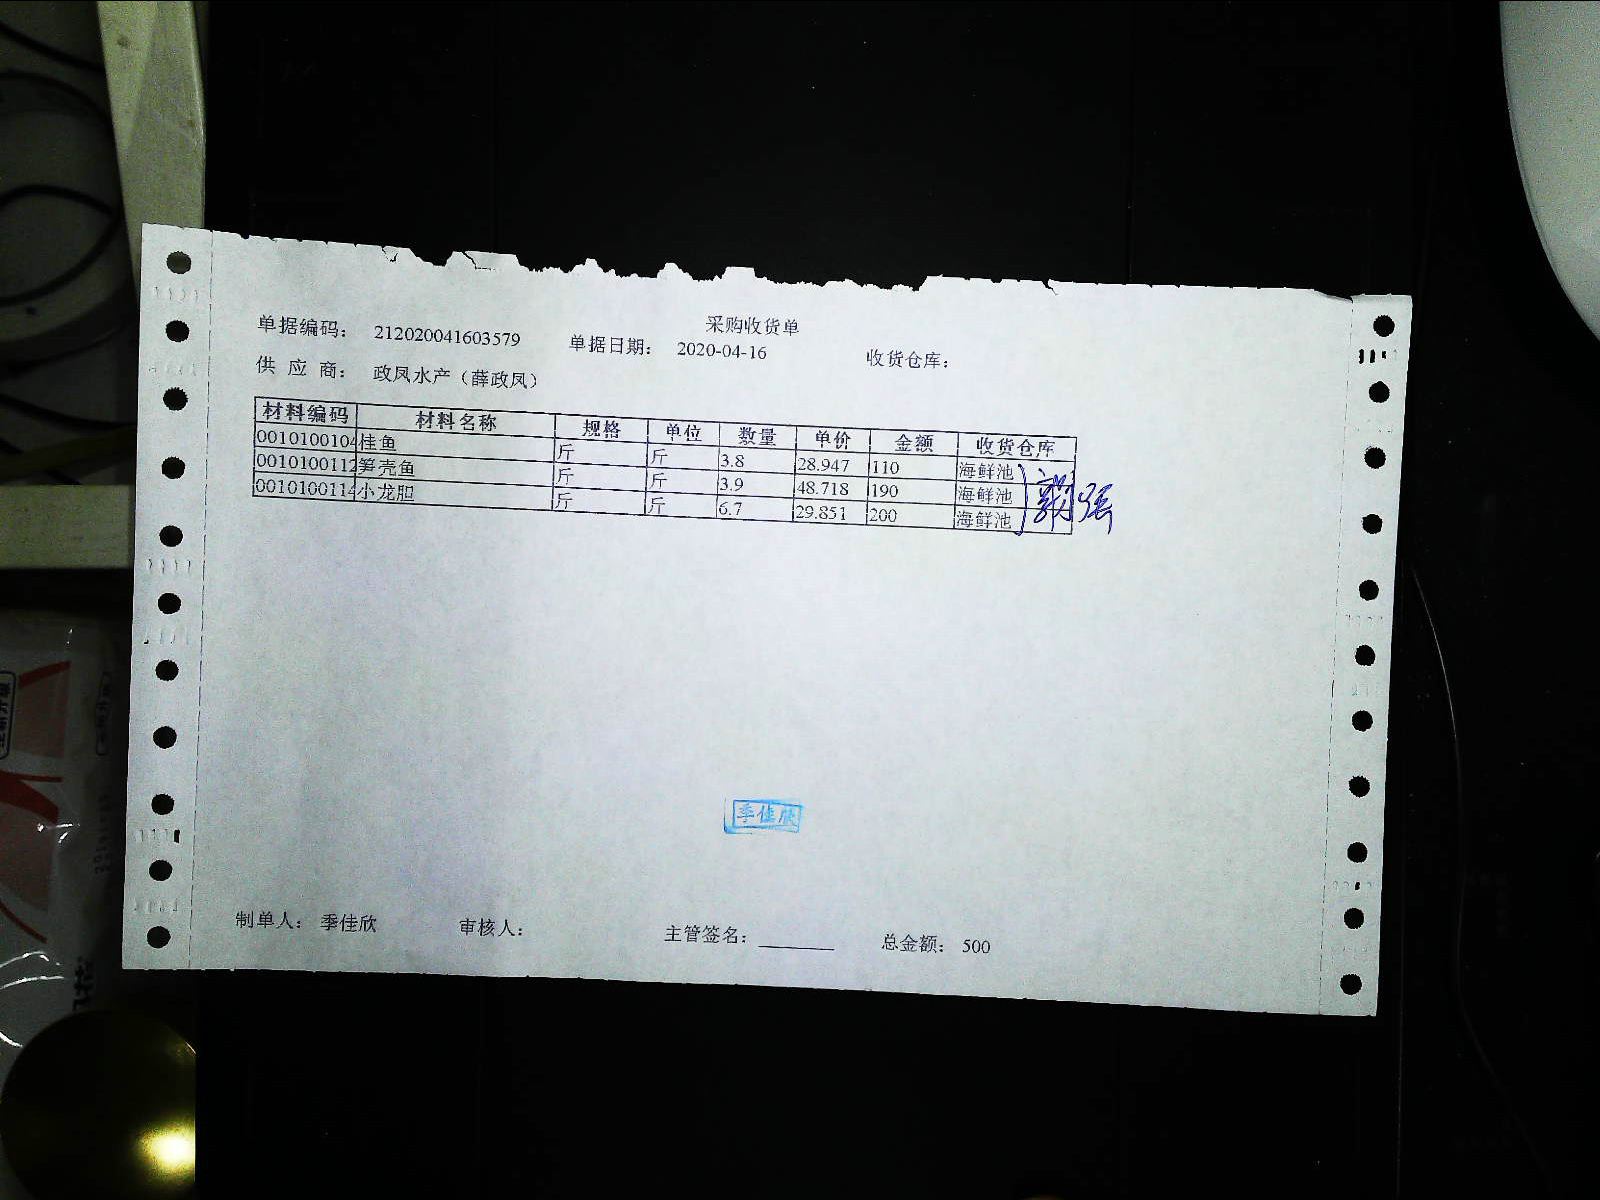 采购收货单
单据编码： 212020041603579 单据日期： 2020-04-16 收货仓库：
供 应 商： 政凤水产（薛政凤）
材料编码 材料名称 规格 单位 数量 单价 金额 收货仓库
0010100104 桂鱼 斤 斤 3.8 28.947 110 海鲜池
0010100112 笋壳鱼 斤 斤 3.9 48.718 190 海鲜池
0010100114 小龙胆 斤 斤 6.7 29.851 200 海鲜池
季佳欣
制单人： 季佳欣 审核人： 主管签名： 总金额： 500